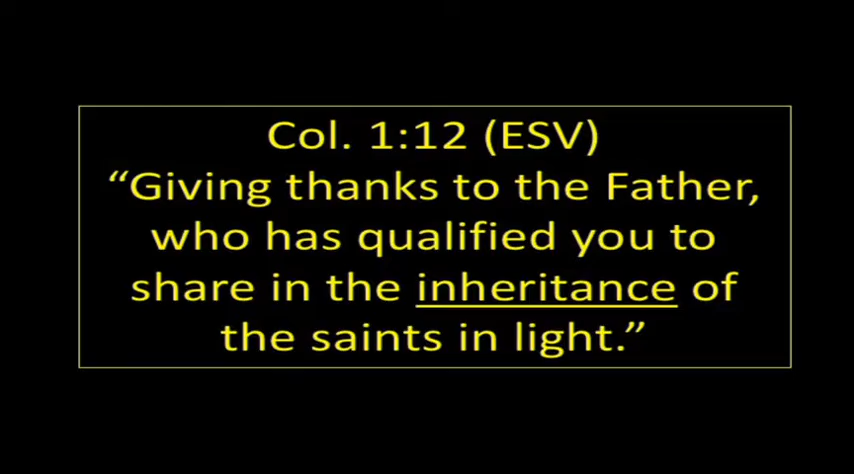 Col. 1:12 (ESV)
“Giving thanks to the Father,
who has qualified you to
share in the inheritance of
the saints in light.”